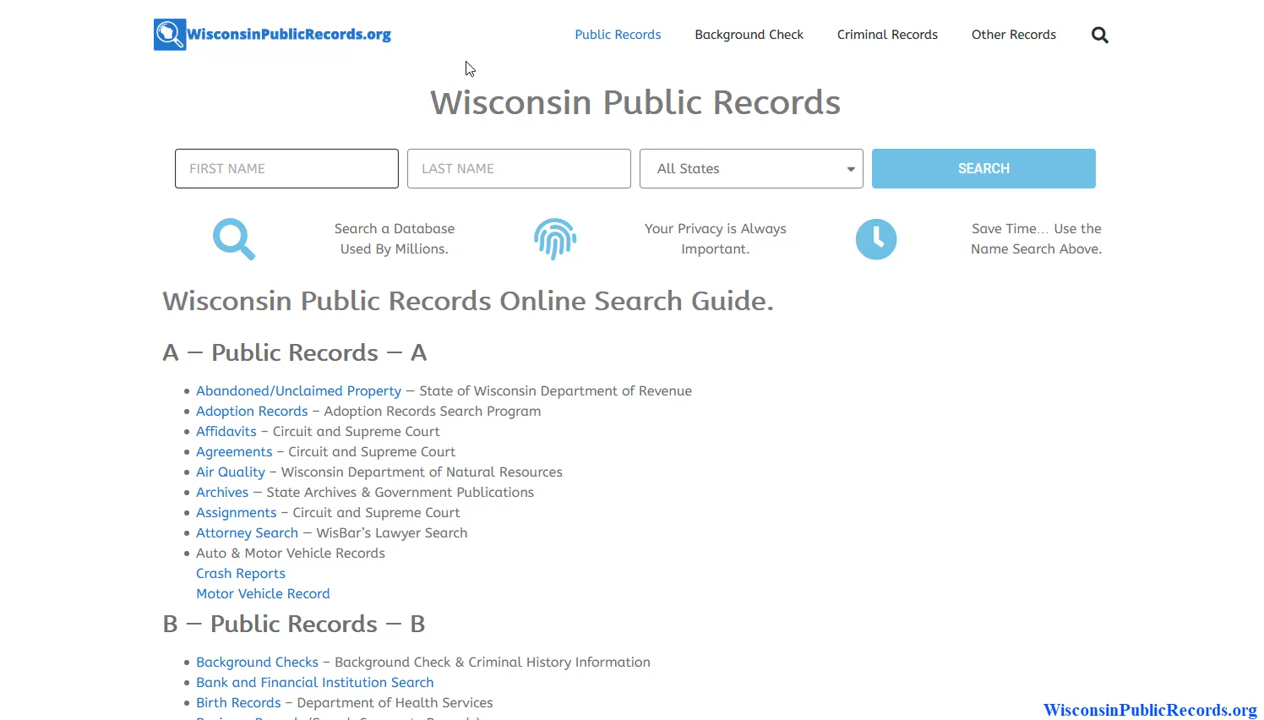 WisconsinPublicRecords.org
Public Records
Background Check
Criminal Records
Other Records
Wisconsin Public Records
FIRST NAME
LAST NAME
All States
SEARCH
Search a Database
Used By Millions.
Your Privacy is Always
Important.
Save Time... Use the
Name Search Above.
Wisconsin Public Records Online Search Guide.
A – Public Records – A
Abandoned/Unclaimed Property – State of Wisconsin Department of Revenue
Adoption Records – Adoption Records Search Program
Affidavits – Circuit and Supreme Court
Agreements – Circuit and Supreme Court
Air Quality – Wisconsin Department of Natural Resources
Archives – State Archives & Government Publications
Assignments – Circuit and Supreme Court
Attorney Search – WisBar's Lawyer Search
Auto & Motor Vehicle Records
Crash Reports
Motor Vehicle Record
B – Public Records – B
Background Checks – Background Check & Criminal History Information
Bank and Financial Institution Search
Birth Records – Department of Health Services
WisconsinPublicRecords.org